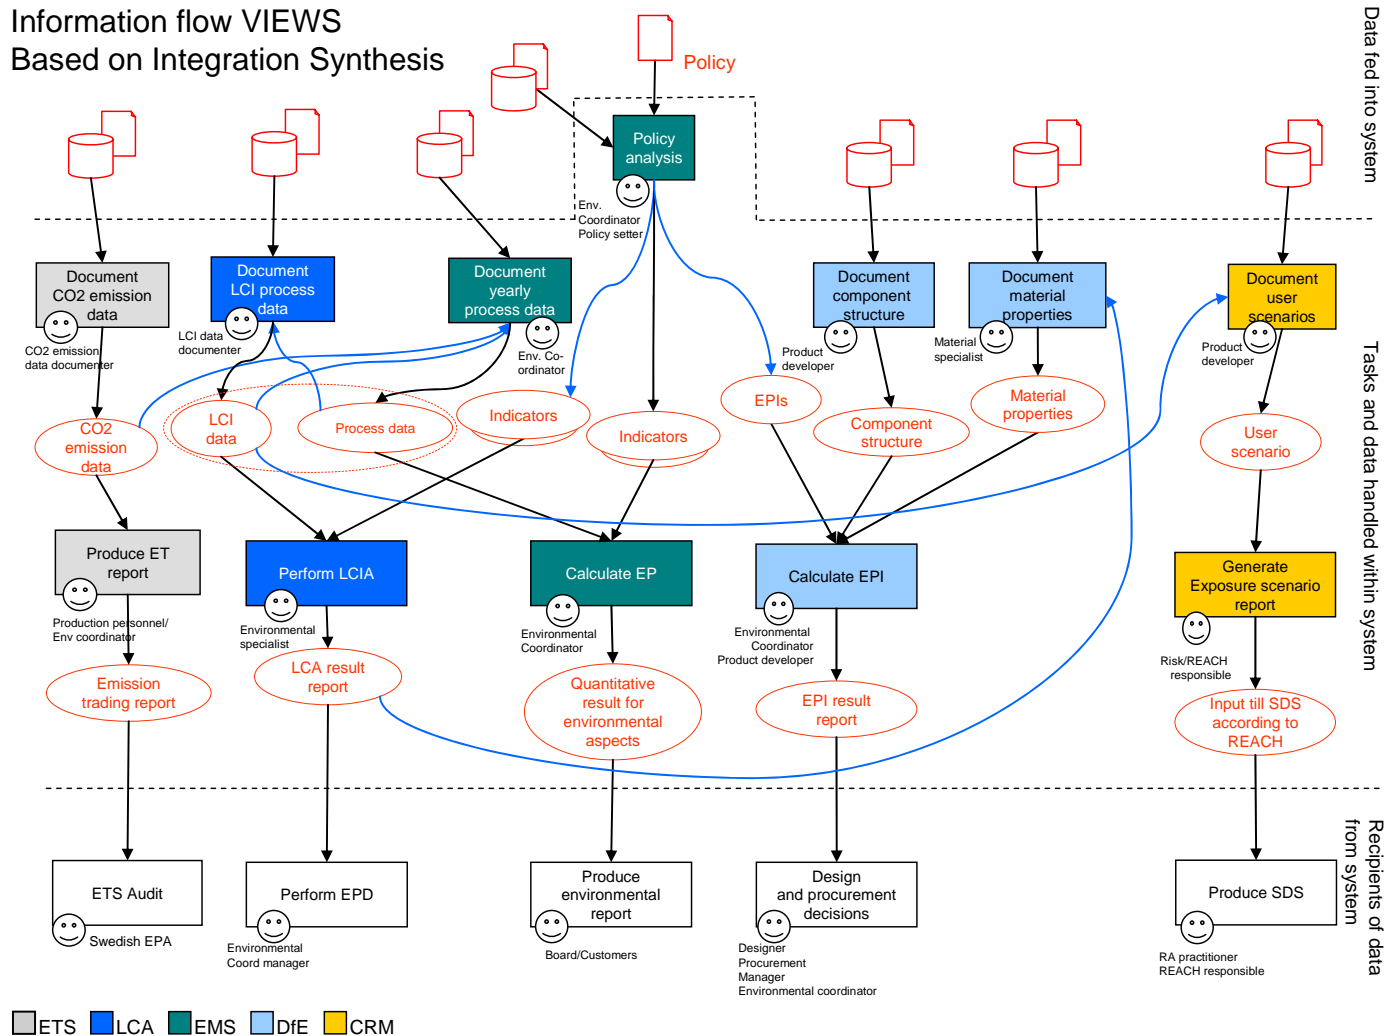 Information flow VIEWS
Based on Integration Synthesis
Policy
Data fed into system
Policy
analysis
Env.
Coordinator
Policy setter
Document
CO2 emission
data
CO2 emission
data documenter
Document
LCI process
data
LCI data
documenter
Document
yearly
process data
Env. Co-
ordinator
Document
component
structure
Product
developer
Document
material
properties
Material
specialist
Document
user
scenarios
Product
developer
Tasks and data handled within system
CO2
emission
data
LCI
data
Process data
Indicators
Indicators
EPIs
Component
structure
Material
properties
User
scenario
Produce ET
report
Production personnel/
Env coordinator
Perform LCIA
Environmental
specialist
Calculate EP
Environmental
Coordinator
Calculate EPI
Environmental
Coordinator
Product developer
Generate
Exposure scenario
report
Risk/REACH
responsible
Emission
trading report
LCA result
report
Quantitative
result for
environmental
aspects
EPI result
report
Input till SDS
according to
REACH
Recipients of data
from system
ETS Audit
Swedish EPA
Perform EPD
Environmental
Coord manager
Produce
environmental
report
Board/Customers
Design
and procurement
decisions
Designer
Procurement
Manager
Environmental coordinator
Produce SDS
RA practitioner
REACH responsible
ETS LCA EMS DfE CRM